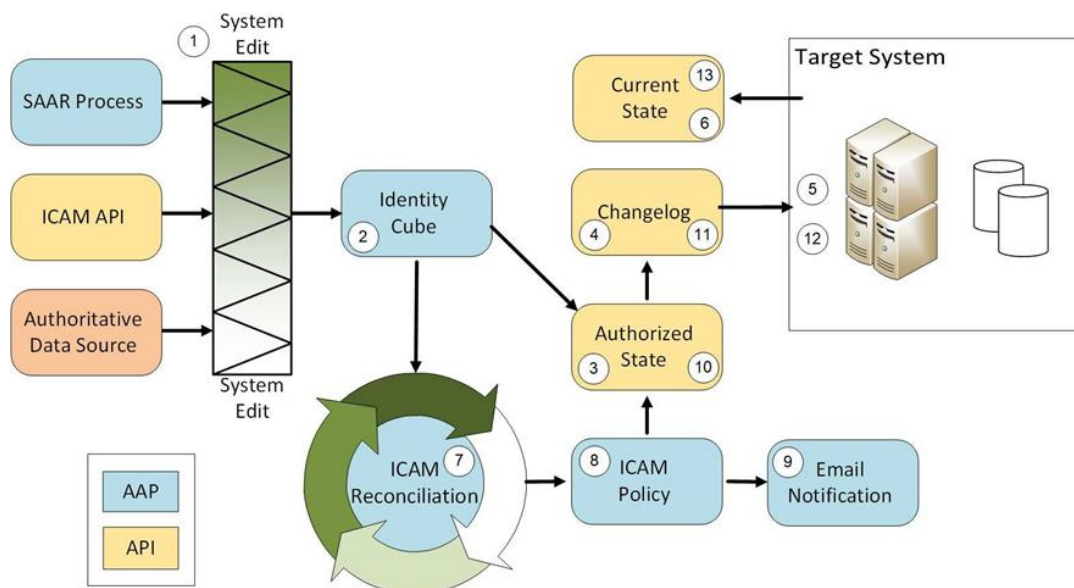 System
Edit
1
SAAR Process
ICAM API
Authoritative
Data Source
System
Edit
Identity
Cube
2
Current
State
13
6
Changelog
4
11
Target System
5
12
Authorized
State
3
10
ICAM
Reconciliation
7
8
ICAM
Policy
9
Email
Notification
AAP
API